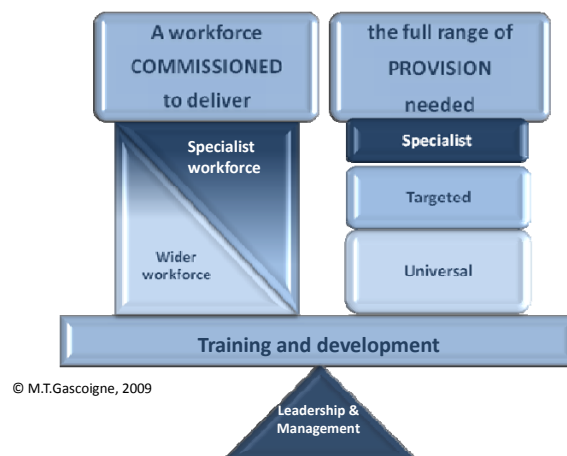 A workforce
COMMISSIONED
to deliver
the full range of
PROVISION
needed
Specialist
workforce
Wider
workforce
Specialist
Targeted
Universal
Training and development
© M.T.Gascoigne, 2009
Leadership &
Management